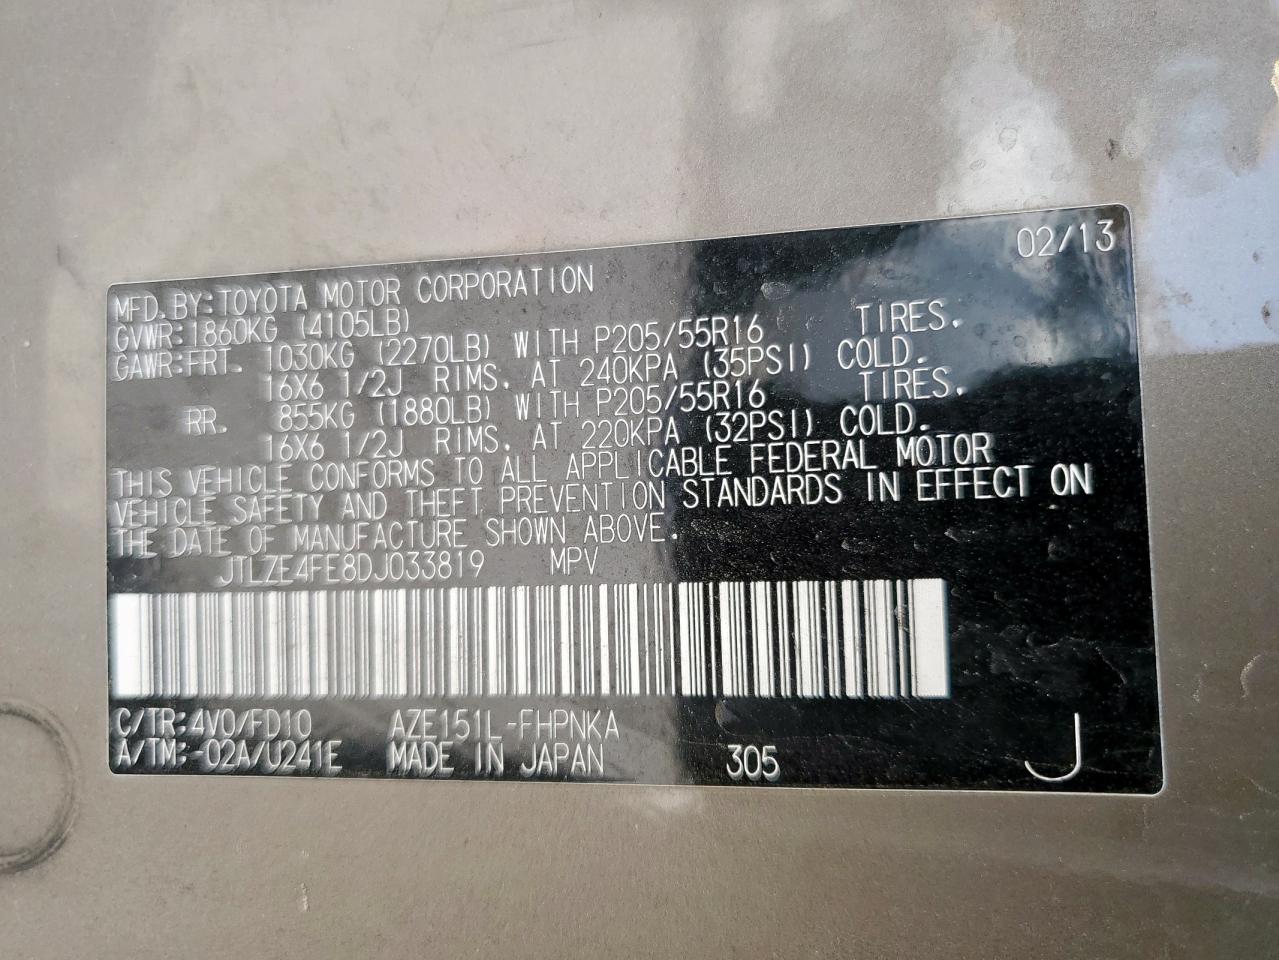 02/13
MFD.BY:TOYOTA MOTOR CORPORATION
GVWR:1860KG (4105LB)
GAWR:FRT. 1030KG (2270LB) WITH P205/55R16 TIRES.
16X6 1/2J RIMS. AT 240KPA (35PSI) COLD.
RR. 855KG (1880LB) WITH P205/55R16 TIRES.
16X6 1/2J RIMS. AT 220KPA (32PSI) COLD.
THIS VEHICLE CONFORMS TO ALL APPLICABLE FEDERAL MOTOR
VEHICLE SAFETY AND THEFT PREVENTION STANDARDS IN EFFECT ON
THE DATE OF MANUFACTURE SHOWN ABOVE.
JTLZE4FE8DJ033819 MPV
C/TR:4V0/FD10 AZE151L-FHPNKA
A/TM:-02A/U241E MADE IN JAPAN 305 J